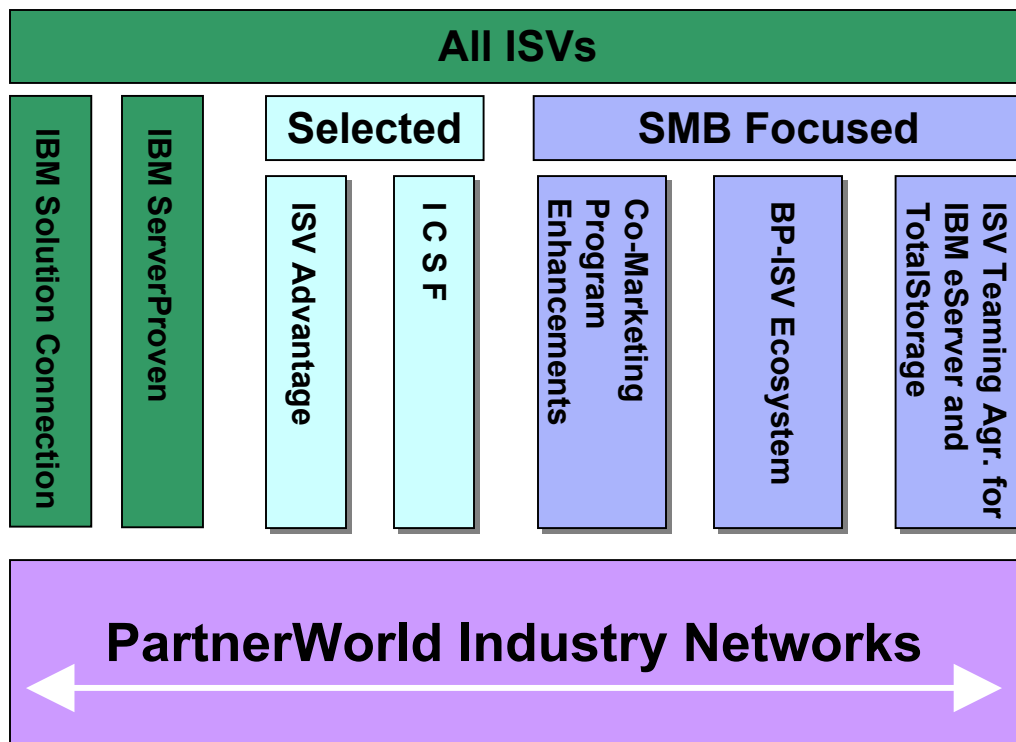 All ISVs
IBM Solution Connection
IBM ServerProven
Selected
ISV Advantage
I C S F
SMB Focused
Co-Marketing
Program
Enhancements
BP-ISV Ecosystem
ISV Teaming Agr. for
IBM eServer and
TotalStorage
PartnerWorld Industry Networks